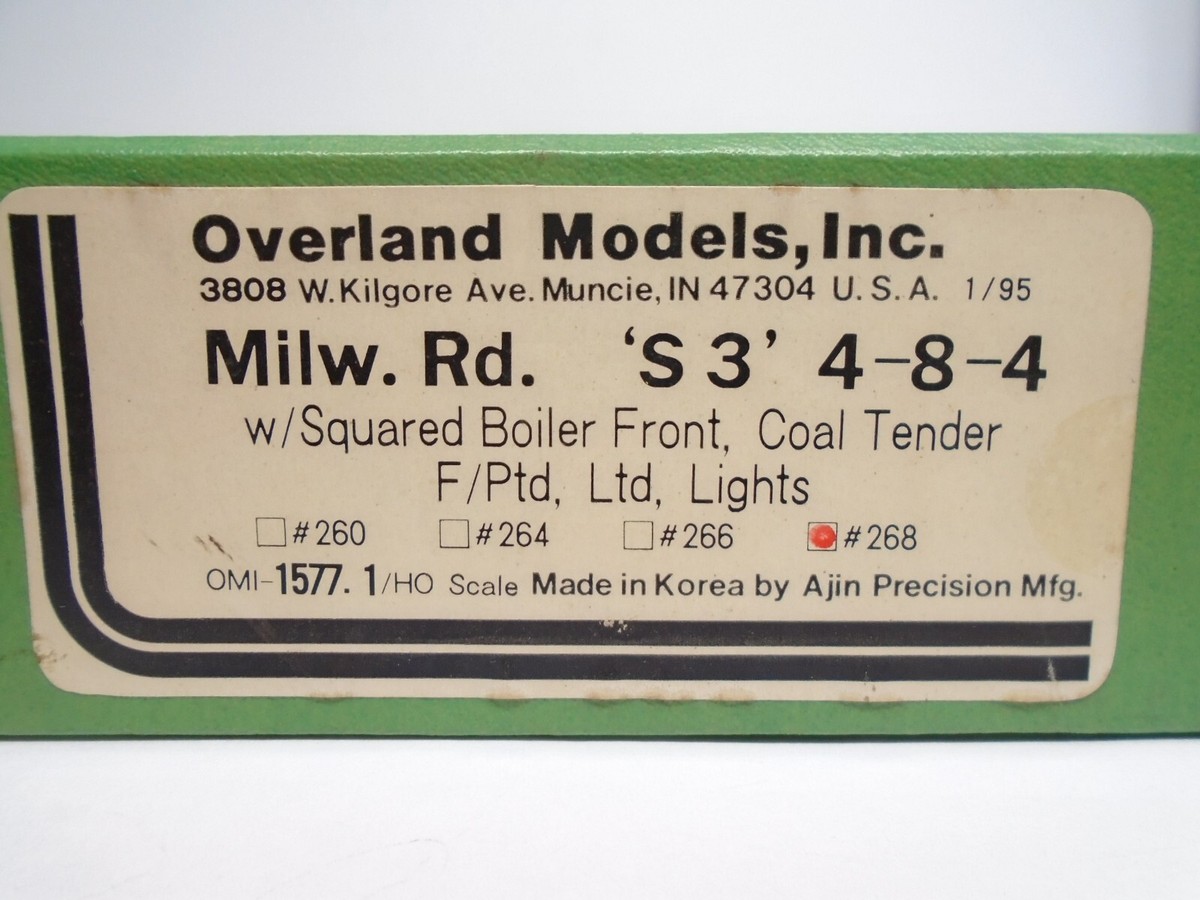 Overland Models, Inc.
3808 W. Kilgore Ave. Muncie, IN 47304 U.S.A. 1/95
Milw. Rd. 'S3' 4-8-4
w/Squared Boiler Front, Coal Tender
F/Ptd, Ltd, Lights
#260 #264 #266 #268
OMI-1577.1/HO Scale Made in Korea by Ajin Precision Mfg.